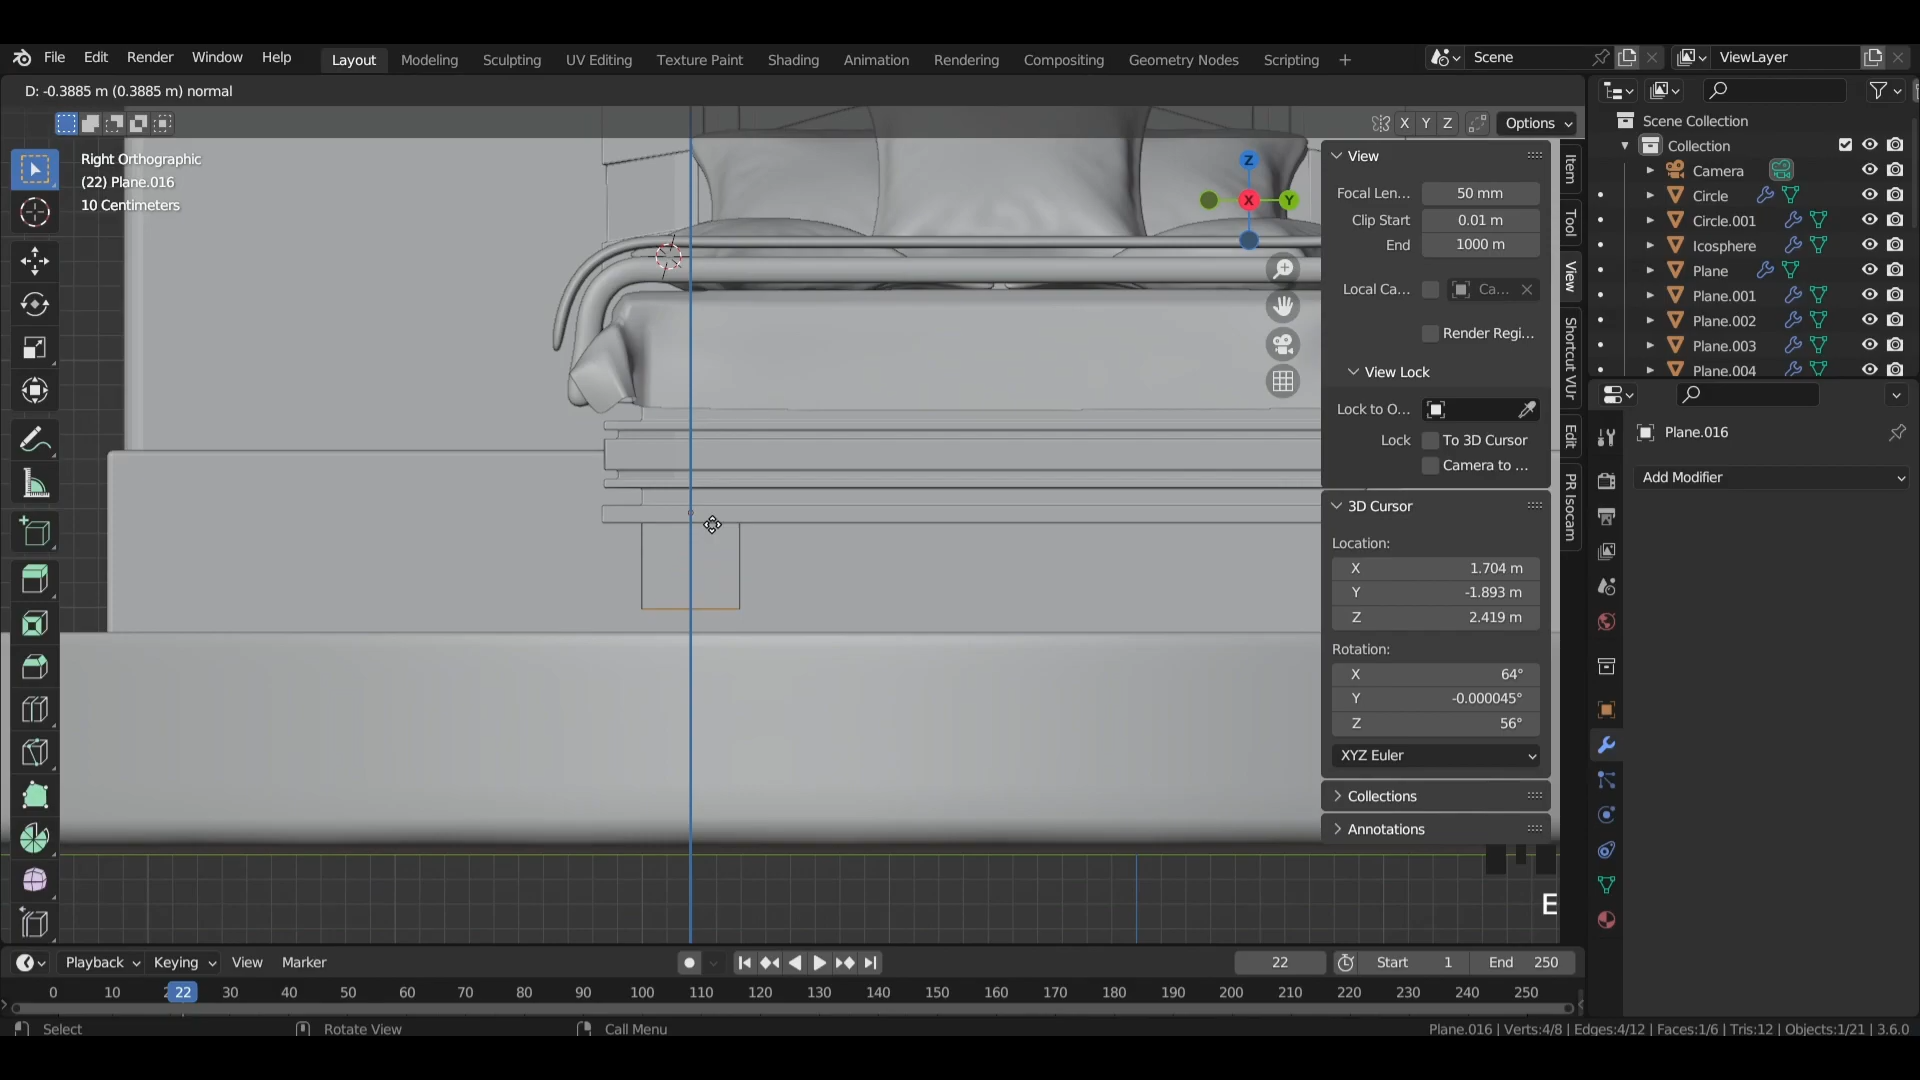 File Edit Render Window Help
Layout Modeling Sculpting UV Editing Texture Paint Shading Animation Rendering Compositing Geometry Nodes Scripting +
Scene
ViewLayer
D: -0.3885 m (0.3885 m) normal
X Y Z
Options
Right Orthographic
(22) Plane.016
10 Centimeters
Z
X
Y
View
Focal Len... 50 mm
Clip Start 0.01 m
End 1000 m
Local Ca... Ca...
Render Regi...
View Lock
Lock to O...
Lock To 3D Cursor
Camera to ...
3D Cursor
Location:
X 1.704 m
Y -1.893 m
Z 2.419 m
Rotation:
X 64°
Y -0.000045°
Z 56°
XYZ Euler
Collections
Annotations
Item
Tool
View
Shortcut VUr
Edit
PR Isocam
E
Scene Collection
Collection
Camera
Circle
Circle.001
Icosphere
Plane
Plane.001
Plane.002
Plane.003
Plane.004
Plane.016
Add Modifier
Playback Keying View Marker
22 Start 1 End 250
0 10 22 30 40 50 60 70 80 90 100 110 120 130 140 150 160 170 180 190 200 210 220 230 240 250
Select Rotate View Call Menu
Plane.016 | Verts:4/8 | Edges:4/12 | Faces:1/6 | Tris:12 | Objects:1/21 | 3.6.0